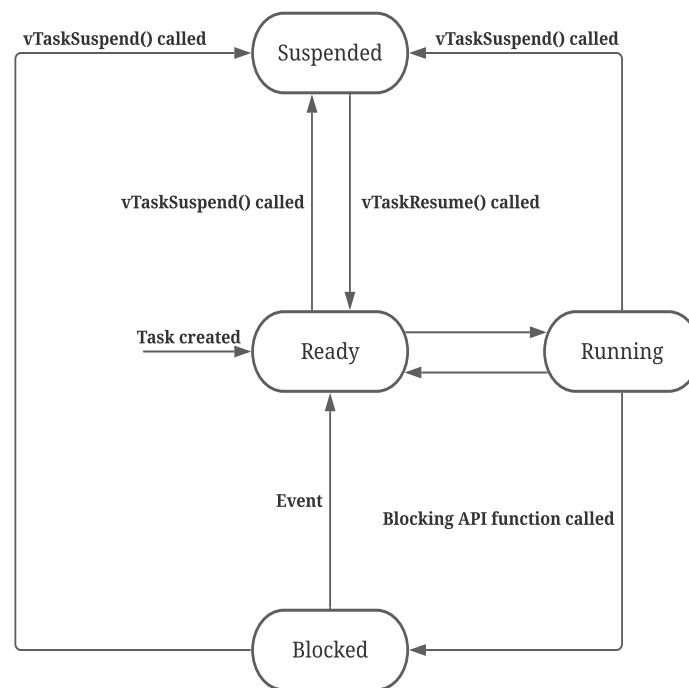 vTaskSuspend() called
vTaskSuspend() called
Suspended
vTaskSuspend() called
vTaskResume() called
Task created
Ready
Running
Event
Blocking API function called
Blocked